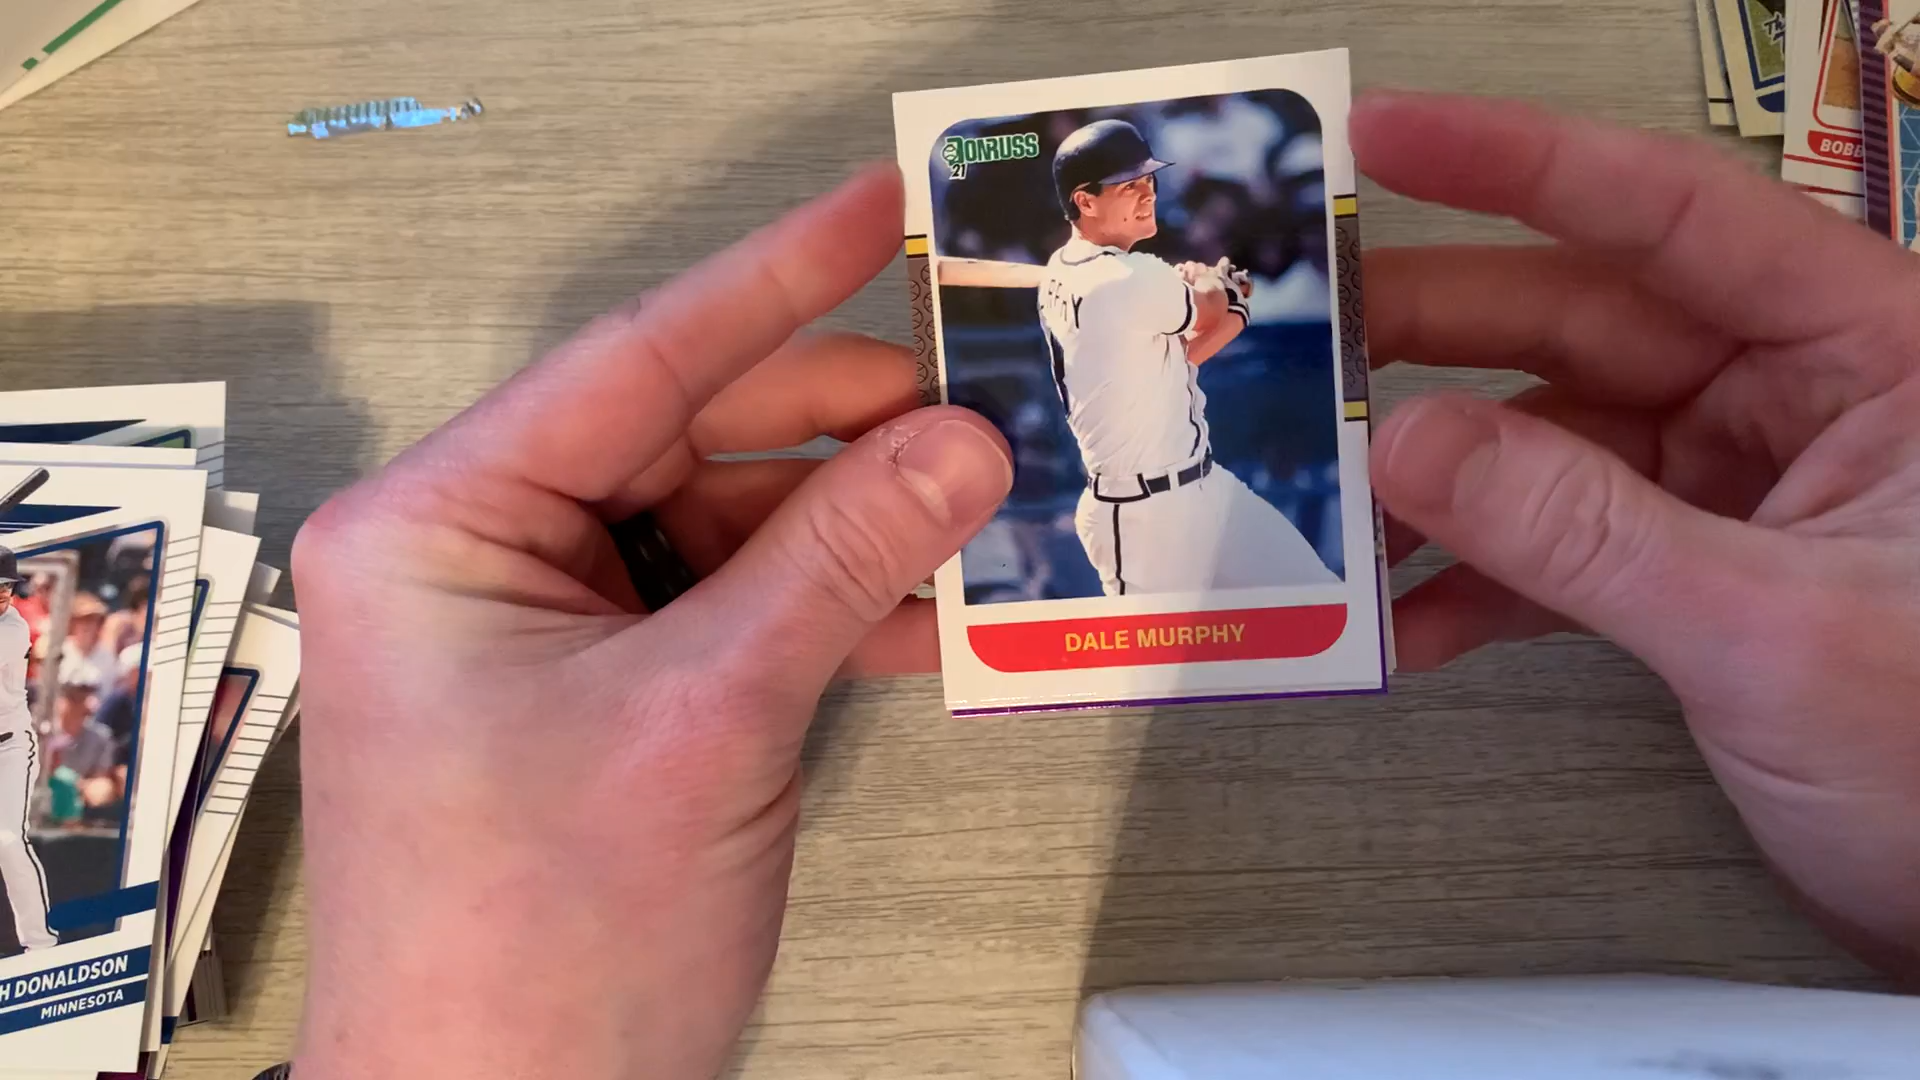 DONRUSS
21
DALE MURPHY
H DONALDSON
MINNESOTA
BOBB